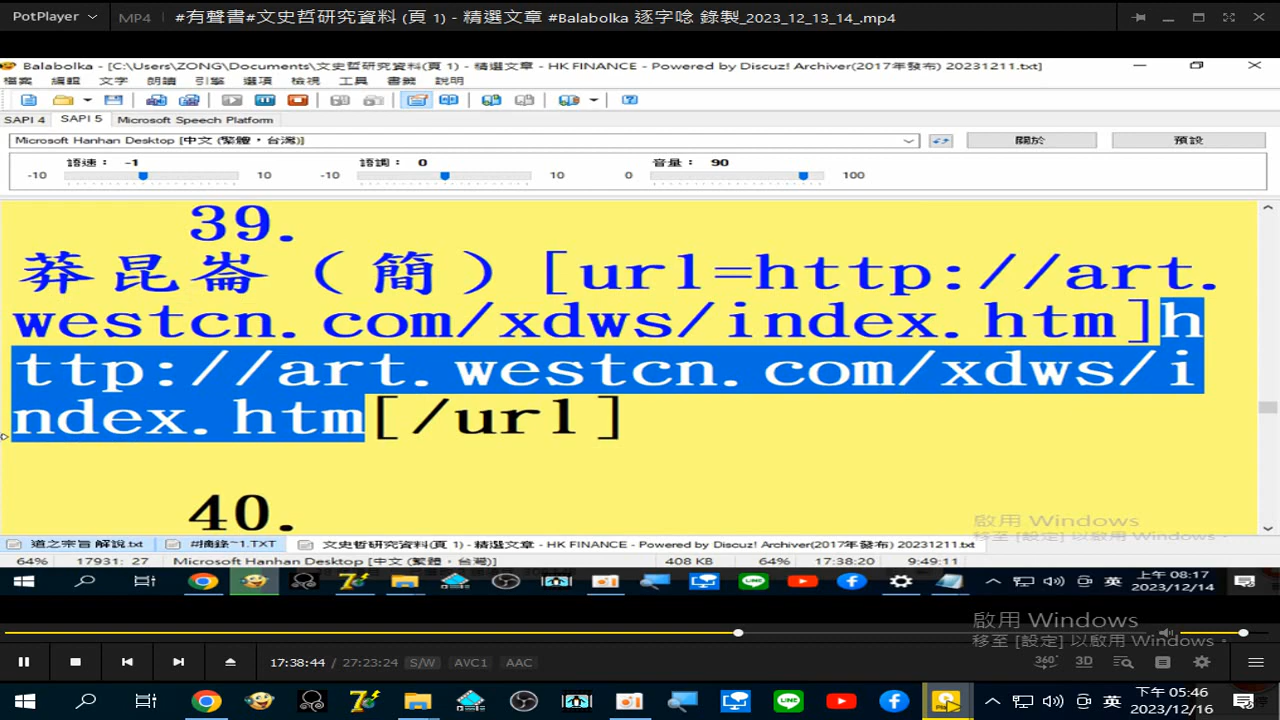 PotPlayer MP4 #有聲書#文史哲研究資料 (頁 1) - 精選文章 #Balabolka 逐字唸 錄製_2023_12_13_14_.mp4
Balabolka - [C:\Users\ZONG\Documents\文史哲研究資料(頁 1) - 精選文章 - HK FINANCE - Powered by Discuz! Archiver(2017年發布) 20231211.txt]
檔案 編輯 文字 朗讀 引擎 選項 檢視 工具 書籤 說明
SAPI 4 SAPI 5 Microsoft Speech Platform
Microsoft Hanhan Desktop [中文 (繁體，台灣)] 關於 預設
語速： -1 語調： 0 音量： 90
-10 10 -10 10 0 100
39.
莽昆崙（簡）[url=http://art.
westcn.com/xdws/index.htm]h
ttp://art.westcn.com/xdws/i
ndex.htm[/url]
40.
啟用 Windows
移至 [設定] 以啟用 Windows。
道之宗旨 解說.txt #摘錄~1.TXT 文史哲研究資料(頁 1) - 精選文章 - HK FINANCE - Powered by Discuz! Archiver(2017年發布) 20231211.txt
64% 17931: 27 Microsoft Hanhan Desktop [中文 (繁體，台灣)] 408 KB 64% 17:38:20 9:49:11
英 上午 08:17
2023/12/14
啟用 Windows
移至 [設定] 以啟用 Windows。
17:38:44 / 27:23:24 S/W AVC1 AAC 360° 3D
英 下午 05:46
2023/12/16